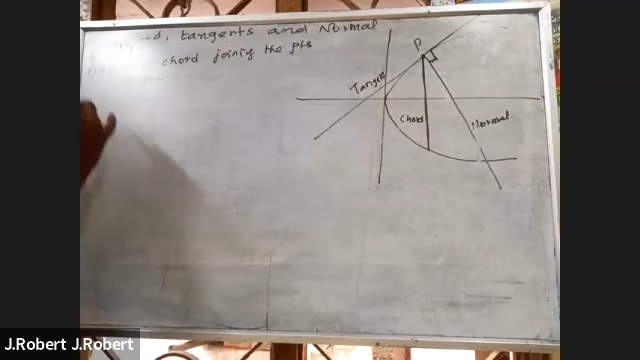 tangents and Normal
chord joining the pts
P
Tangent
chord
Normal
J.Robert J.Robert